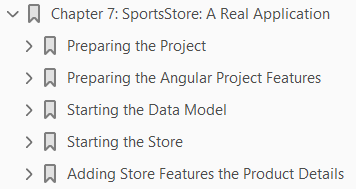 Chapter 7: SportsStore: A Real Application
Preparing the Project
Preparing the Angular Project Features
Starting the Data Model
Starting the Store
Adding Store Features the Product Details